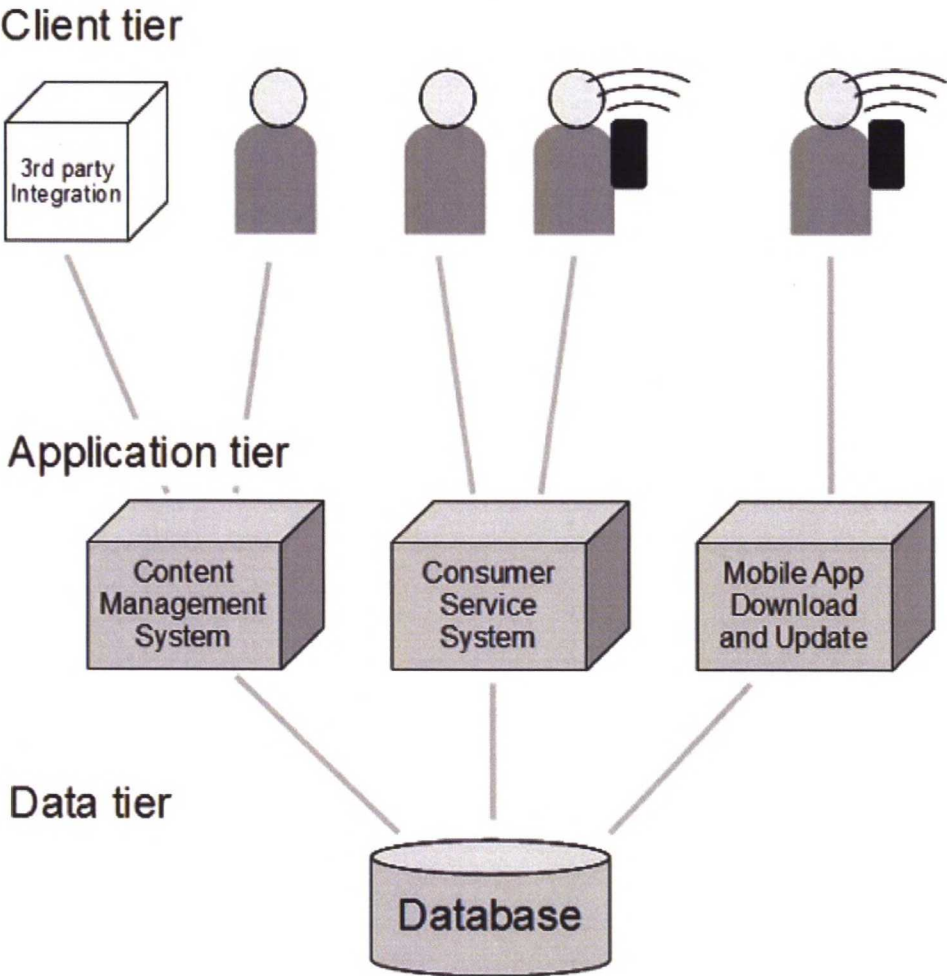 Client tier
3rd party
Integration
Application tier
Content
Management
System
Consumer
Service
System
Mobile App
Download
and Update
Data tier
Database